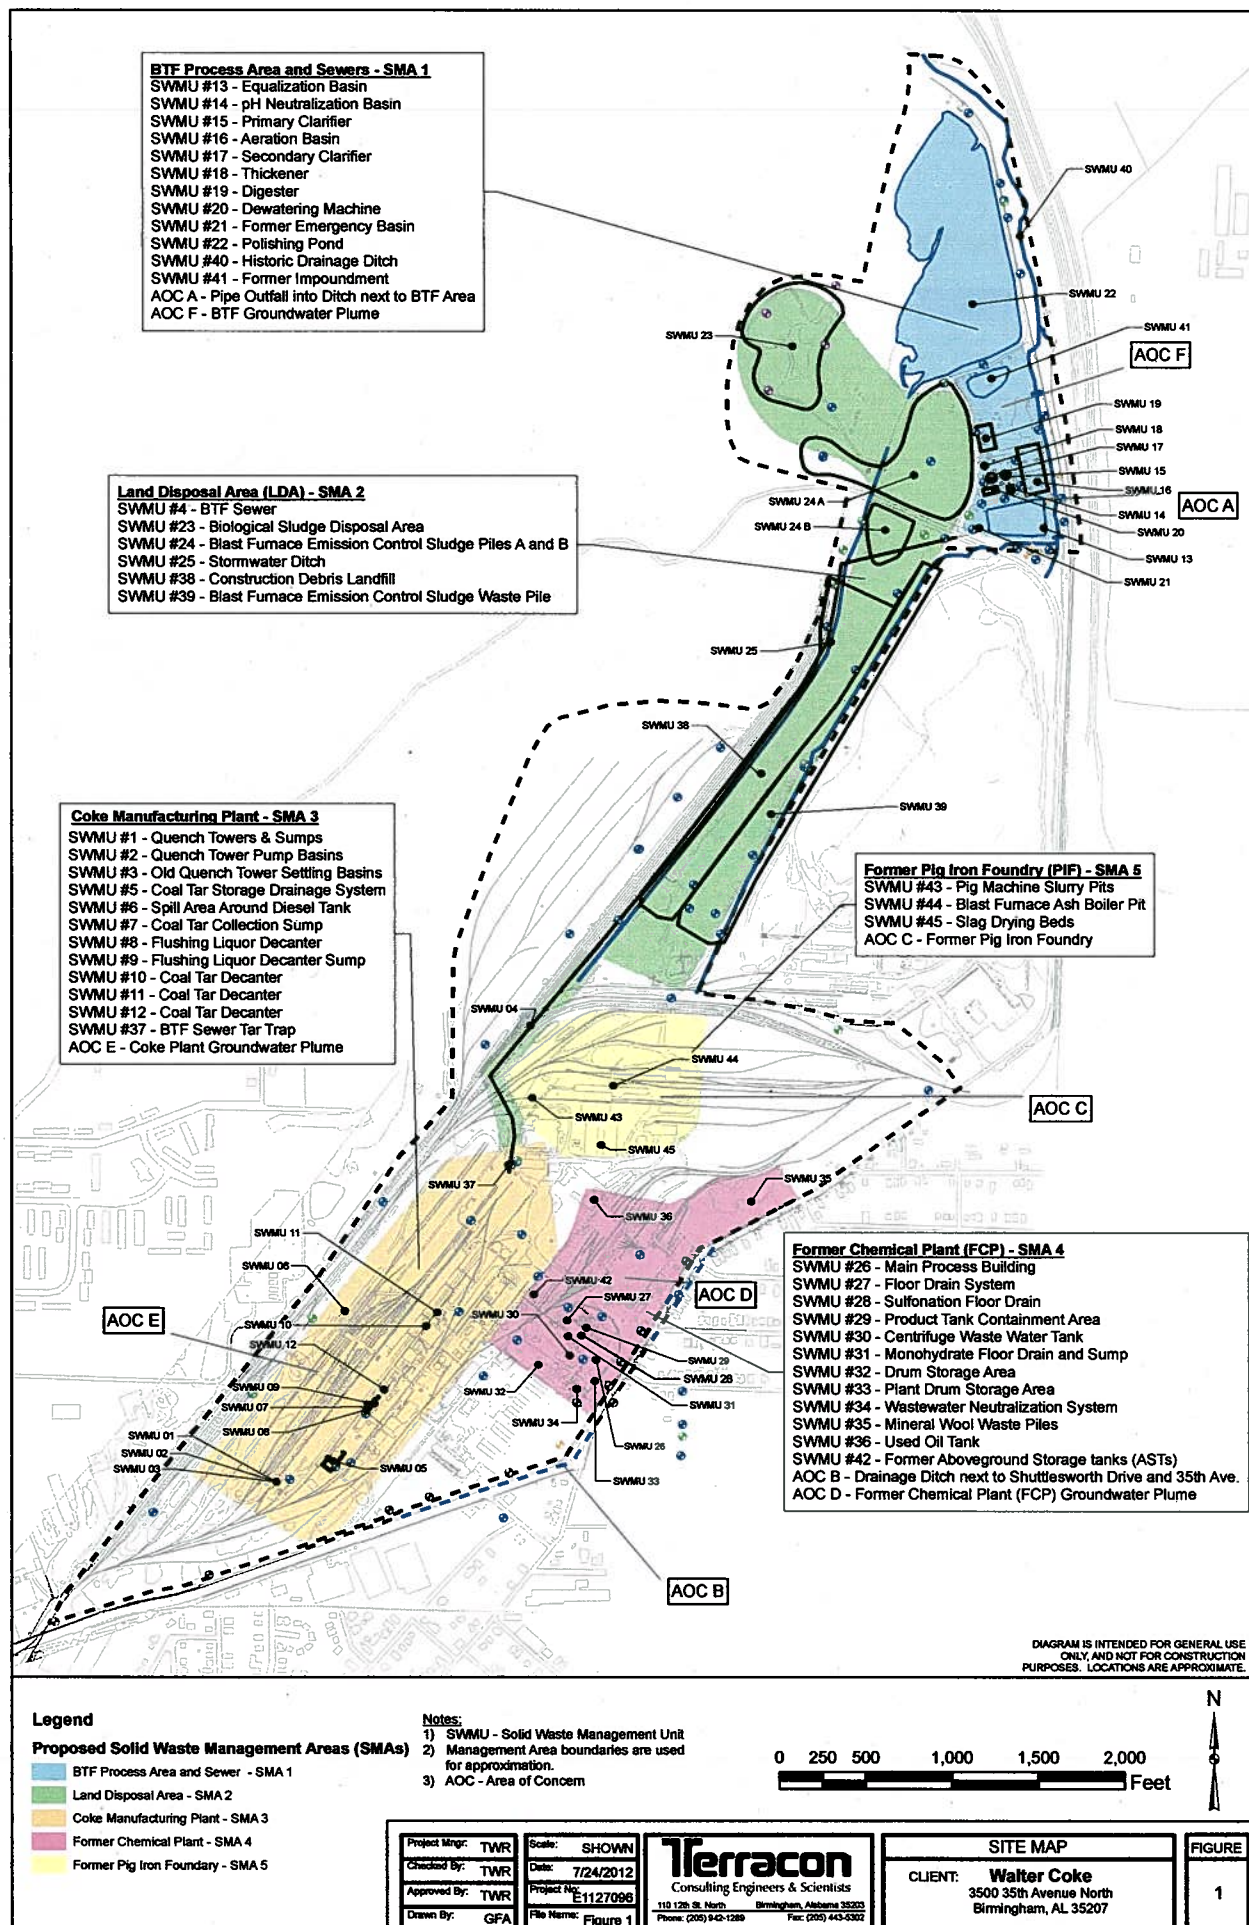 BTF Process Area and Sewers - SMA 1
SWMU #13 - Equalization Basin
SWMU #14 - pH Neutralization Basin
SWMU #15 - Primary Clarifier
SWMU #16 - Aeration Basin
SWMU #17 - Secondary Clarifier
SWMU #18 - Thickener
SWMU #19 - Digester
SWMU #20 - Dewatering Machine
SWMU #21 - Former Emergency Basin
SWMU #22 - Polishing Pond
SWMU #40 - Historic Drainage Ditch
SWMU #41 - Former Impoundment
AOC A - Pipe Outfall into Ditch next to BTF Area
AOC F - BTF Groundwater Plume
SWMU 40
SWMU 22
SWMU 41
AOC F
SWMU 23
SWMU 19
SWMU 18
SWMU 17
SWMU 15
SWMU 16
AOC A
SWMU 14
SWMU 20
SWMU 13
SWMU 21
SWMU 24 A
SWMU 24 B
Land Disposal Area (LDA) - SMA 2
SWMU #4 - BTF Sewer
SWMU #23 - Biological Sludge Disposal Area
SWMU #24 - Blast Furnace Emission Control Sludge Piles A and B
SWMU #25 - Stormwater Ditch
SWMU #38 - Construction Debris Landfill
SWMU #39 - Blast Furnace Emission Control Sludge Waste Pile
SWMU 25
SWMU 38
SWMU 39
Coke Manufacturing Plant - SMA 3
SWMU #1 - Quench Towers & Sumps
SWMU #2 - Quench Tower Pump Basins
SWMU #3 - Old Quench Tower Settling Basins
SWMU #5 - Coal Tar Storage Drainage System
SWMU #6 - Spill Area Around Diesel Tank
SWMU #7 - Coal Tar Collection Sump
SWMU #8 - Flushing Liquor Decanter
SWMU #9 - Flushing Liquor Decanter Sump
SWMU #10 - Coal Tar Decanter
SWMU #11 - Coal Tar Decanter
SWMU #12 - Coal Tar Decanter
SWMU #37 - BTF Sewer Tar Trap
AOC E - Coke Plant Groundwater Plume
Former Pig Iron Foundry (PIF) - SMA 5
SWMU #43 - Pig Machine Slurry Pits
SWMU #44 - Blast Furnace Ash Boiler Pit
SWMU #45 - Slag Drying Beds
AOC C - Former Pig Iron Foundry
SWMU 04
SWMU 44
AOC C
SWMU 43
SWMU 45
SWMU 37
SWMU 35
SWMU 36
SWMU 11
SWMU 06
SWMU 42
AOC D
SWMU 27
SWMU 30
AOC E
SWMU 10
SWMU 12
SWMU 29
SWMU 28
SWMU 32
SWMU 31
SWMU 09
SWMU 07
SWMU 08
SWMU 34
SWMU 26
SWMU 33
SWMU 01
SWMU 02
SWMU 03
SWMU 05
Former Chemical Plant (FCP) - SMA 4
SWMU #26 - Main Process Building
SWMU #27 - Floor Drain System
SWMU #28 - Sulfonation Floor Drain
SWMU #29 - Product Tank Containment Area
SWMU #30 - Centrifuge Waste Water Tank
SWMU #31 - Monohydrate Floor Drain and Sump
SWMU #32 - Drum Storage Area
SWMU #33 - Plant Drum Storage Area
SWMU #34 - Wastewater Neutralization System
SWMU #35 - Mineral Wool Waste Piles
SWMU #36 - Used Oil Tank
SWMU #42 - Former Aboveground Storage tanks (ASTs)
AOC B - Drainage Ditch next to Shuttlesworth Drive and 35th Ave.
AOC D - Former Chemical Plant (FCP) Groundwater Plume
AOC B
DIAGRAM IS INTENDED FOR GENERAL USE
ONLY, AND NOT FOR CONSTRUCTION
PURPOSES. LOCATIONS ARE APPROXIMATE.
Legend
Proposed Solid Waste Management Areas (SMAs)
BTF Process Area and Sewer - SMA 1
Land Disposal Area - SMA 2
Coke Manufacturing Plant - SMA 3
Former Chemical Plant - SMA 4
Former Pig Iron Foundary - SMA 5
Notes:
1) SWMU - Solid Waste Management Unit
2) Management Area boundaries are used
for approximation.
3) AOC - Area of Concern
0 250 500 1,000 1,500 2,000
Feet
N
Project Mngr: TWR
Checked By: TWR
Approved By: TWR
Drawn By: GFA
Scale: SHOWN
Date: 7/24/2012
Project No: E1127096
File Name: Figure 1
Terracon
Consulting Engineers & Scientists
110 12th St. North Birmingham, Alabama 35203
Phone: (205) 942-1289 Fax: (205) 443-5302
SITE MAP
CLIENT: Walter Coke
3500 35th Avenue North
Birmingham, AL 35207
FIGURE
1